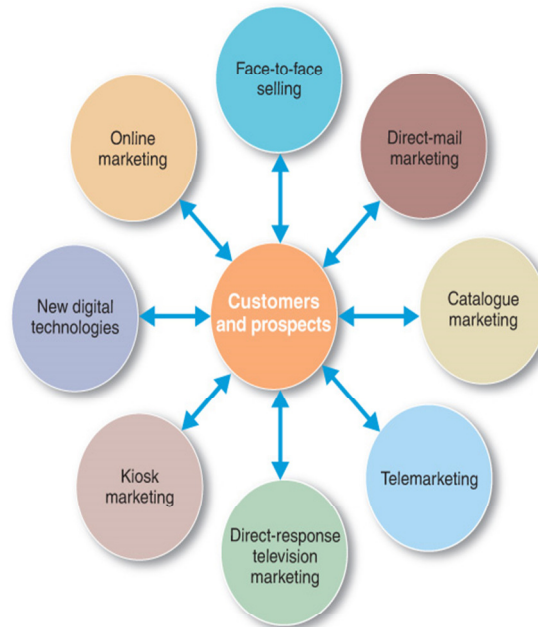 Face-to-face
selling
Online
marketing
Direct-mail
marketing
New digital
technologies
Customers
and prospects
Catalogue
marketing
Kiosk
marketing
Telemarketing
Direct-response
television
marketing